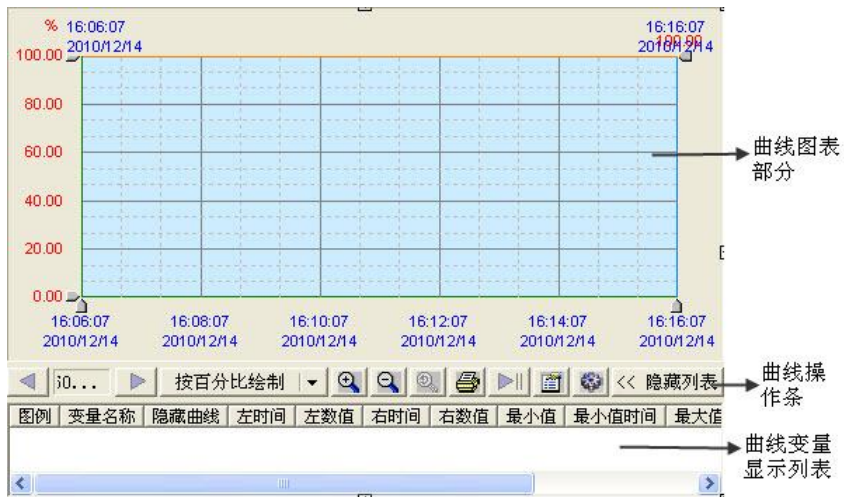 % 16:06:07 16:16:07
2010/12/14 2010/12/14
100.00 100.00
80.00
60.00
40.00
20.00
0.00
曲线图表
部分
16:06:07 16:08:07 16:10:07 16:12:07 16:14:07 16:16:07
2010/12/14 2010/12/14 2010/12/14 2010/12/14 2010/12/14 2010/12/14
按百分比绘制 << 隐藏列表
曲线操
作条
图例 变量名称 隐藏曲线 左时间 左数值 右时间 右数值 最小值 最小值时间 最大值
曲线变量
显示列表